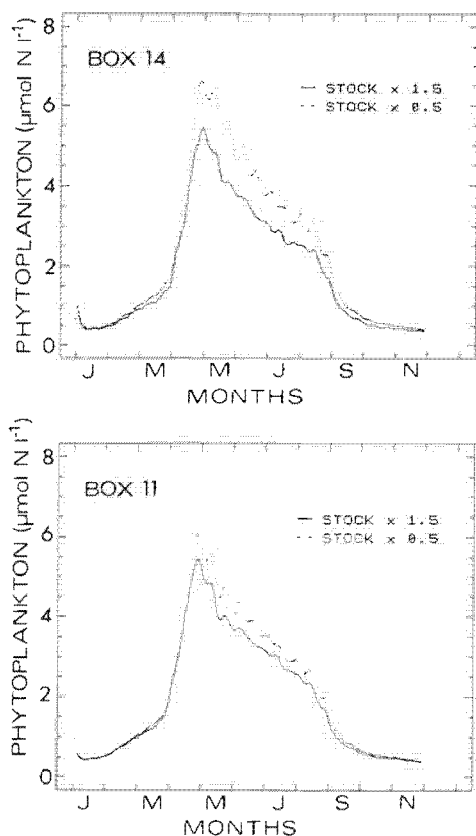 BOX 14
STOCK x 1.5
STOCK x 0.5
PHYTOPLANKTON (µmol N l⁻¹)
8
6
4
2
0
J M M J S N
MONTHS
BOX 11
STOCK x 1.5
STOCK x 0.5
PHYTOPLANKTON (µmol N l⁻¹)
8
6
4
2
0
J M M J S N
MONTHS